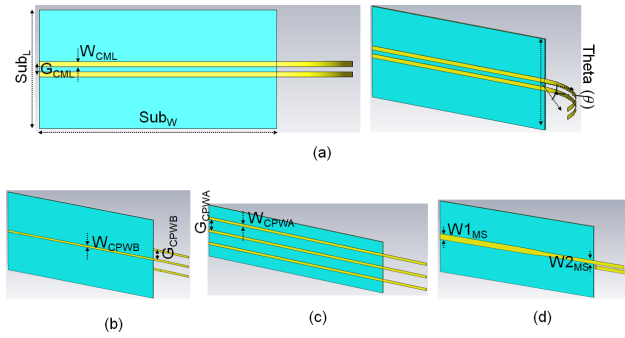 W_CML
Sub_L
G_CML
Sub_W
Theta (θ)
(a)
W_CPWB
G_CPWB
G_CPWA
W_CPWA
W1_MS
W2_MS
(b)
(c)
(d)